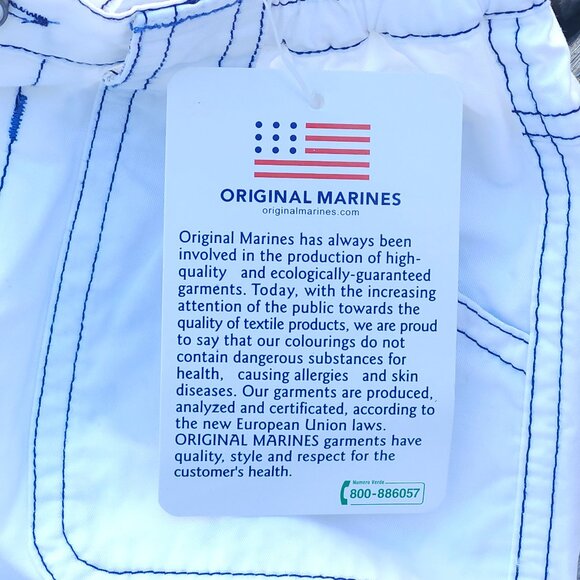 ORIGINAL MARINES
originalmarines.com
Original Marines has always been
involved in the production of high-
quality and ecologically-guaranteed
garments. Today, with the increasing
attention of the public towards the
quality of textile products, we are proud
to say that our colourings do not
contain dangerous substances for
health, causing allergies and skin
diseases. Our garments are produced,
analyzed and certificated, according to
the new European Union laws.
ORIGINAL MARINES garments have
quality, style and respect for the
customer's health.
Numero Verde
800-886057